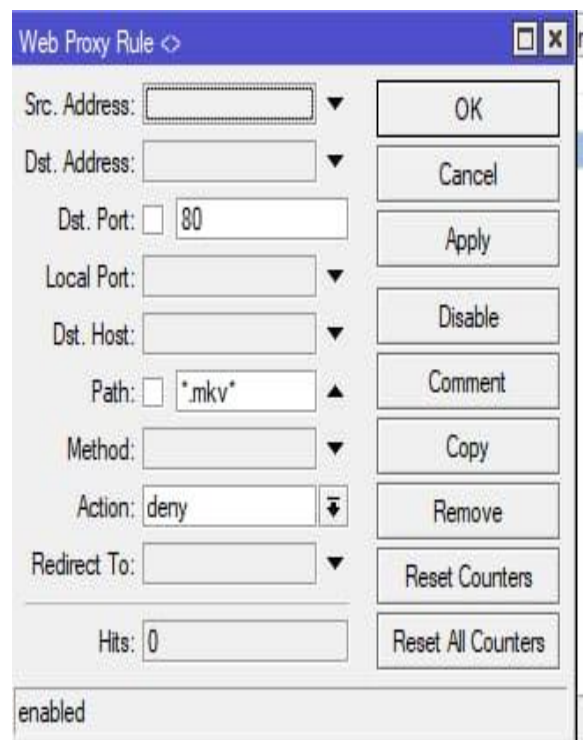 Web Proxy Rule <>
Src. Address:
OK
Dst. Address:
Cancel
Dst. Port: 80
Apply
Local Port:
Disable
Dst. Host:
Path: *.mkv*
Comment
Method:
Copy
Action: deny
Remove
Redirect To:
Reset Counters
Hits: 0
Reset All Counters
enabled